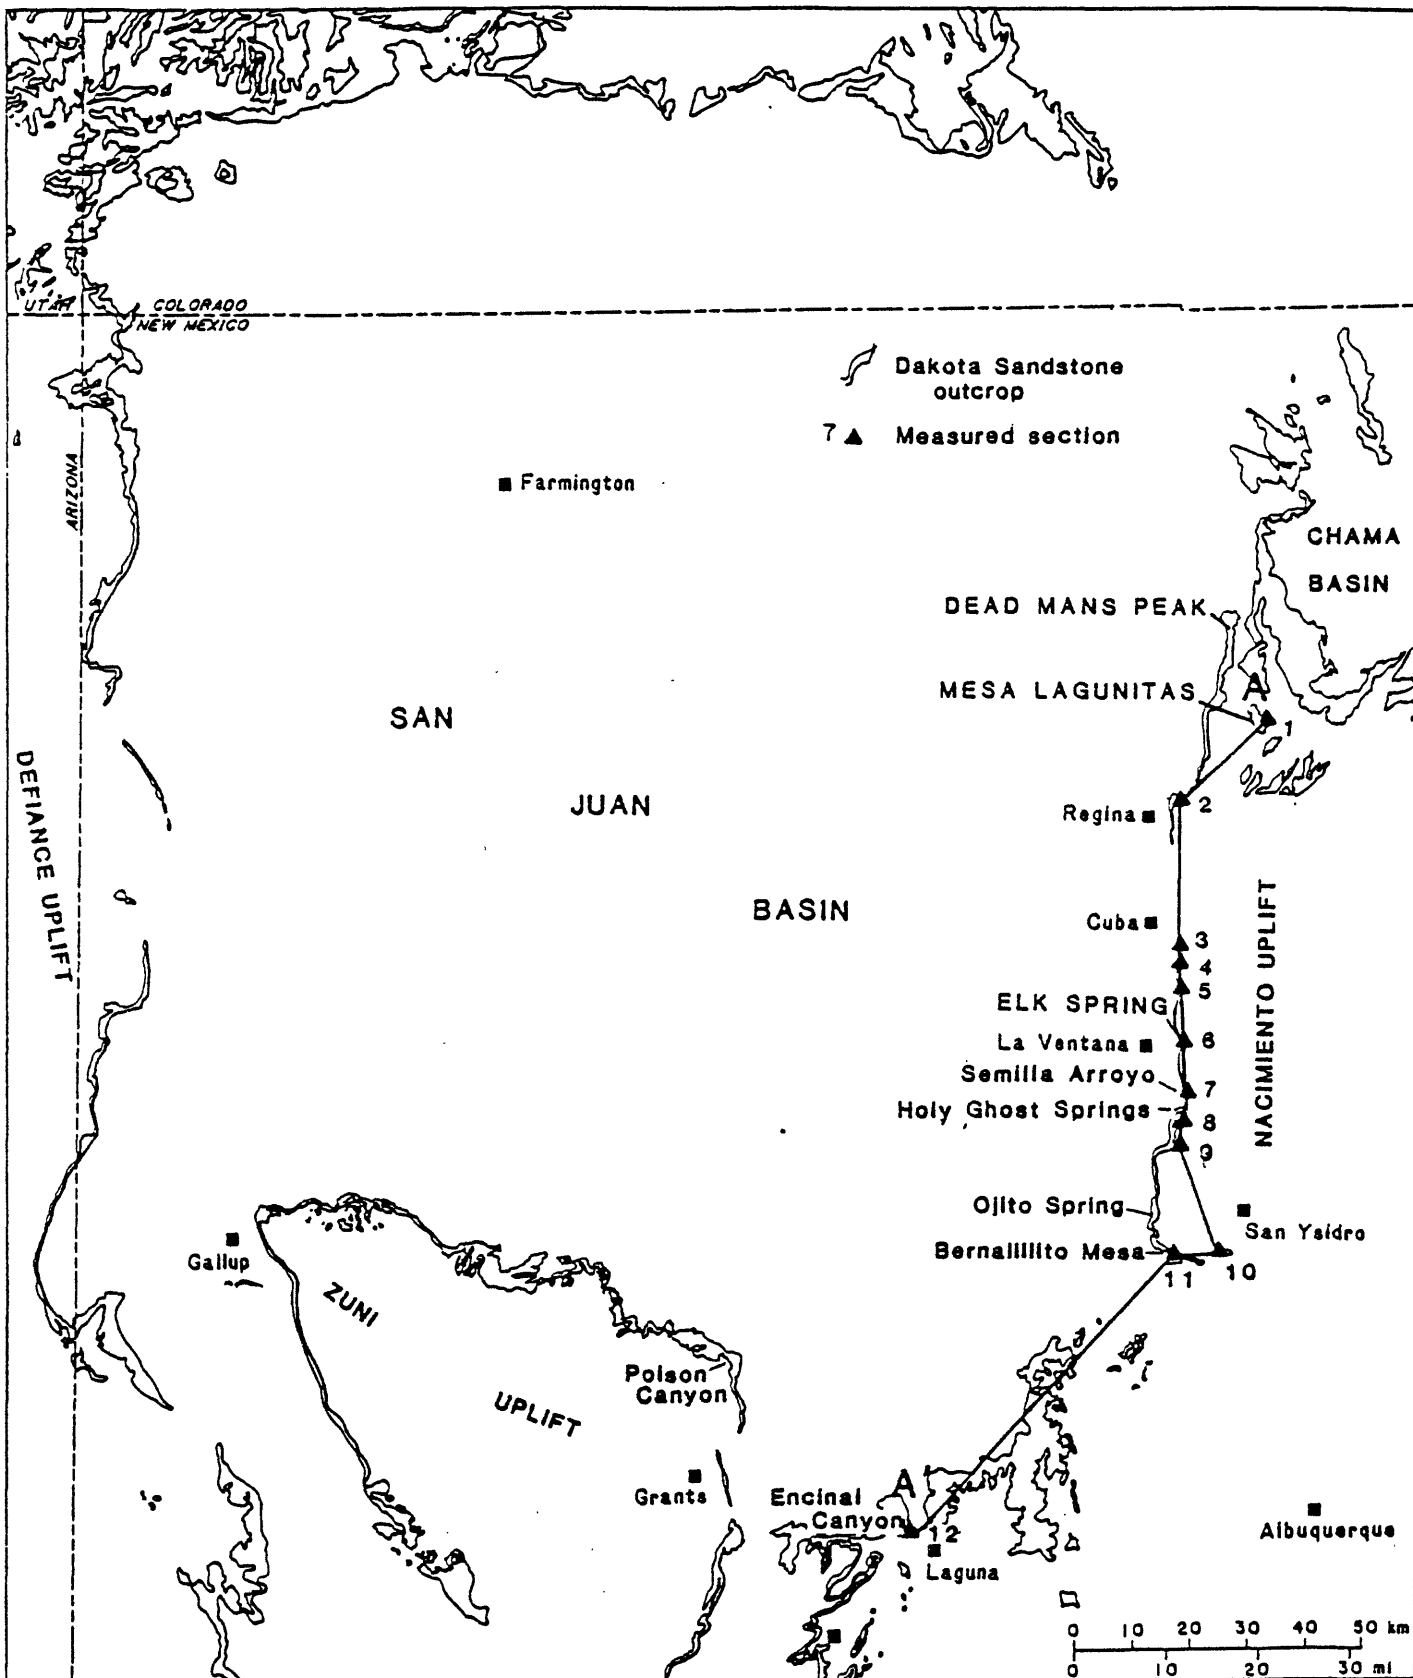 UTAH
COLORADO
NEW MEXICO
Dakota Sandstone
outcrop
7 Measured section
ARIZONA
Farmington
CHAMA
BASIN
DEAD MANS PEAK
MESA LAGUNITAS
A
1
SAN
JUAN
BASIN
DEFIANCE UPLIFT
Regina
2
NACIMIENTO UPLIFT
Cuba
3
4
5
ELK SPRING
La Ventana
6
Semilla Arroyo
7
Holy Ghost Springs
8
9
Ojito Spring
San Ysidro
Bernalillito Mesa
10
11
Gallup
ZUNI
UPLIFT
Poison
Canyon
Grants
A'
Encinal
Canyon
12
Laguna
Albuquerque
0 10 20 30 40 50 km
0 10 20 30 mi